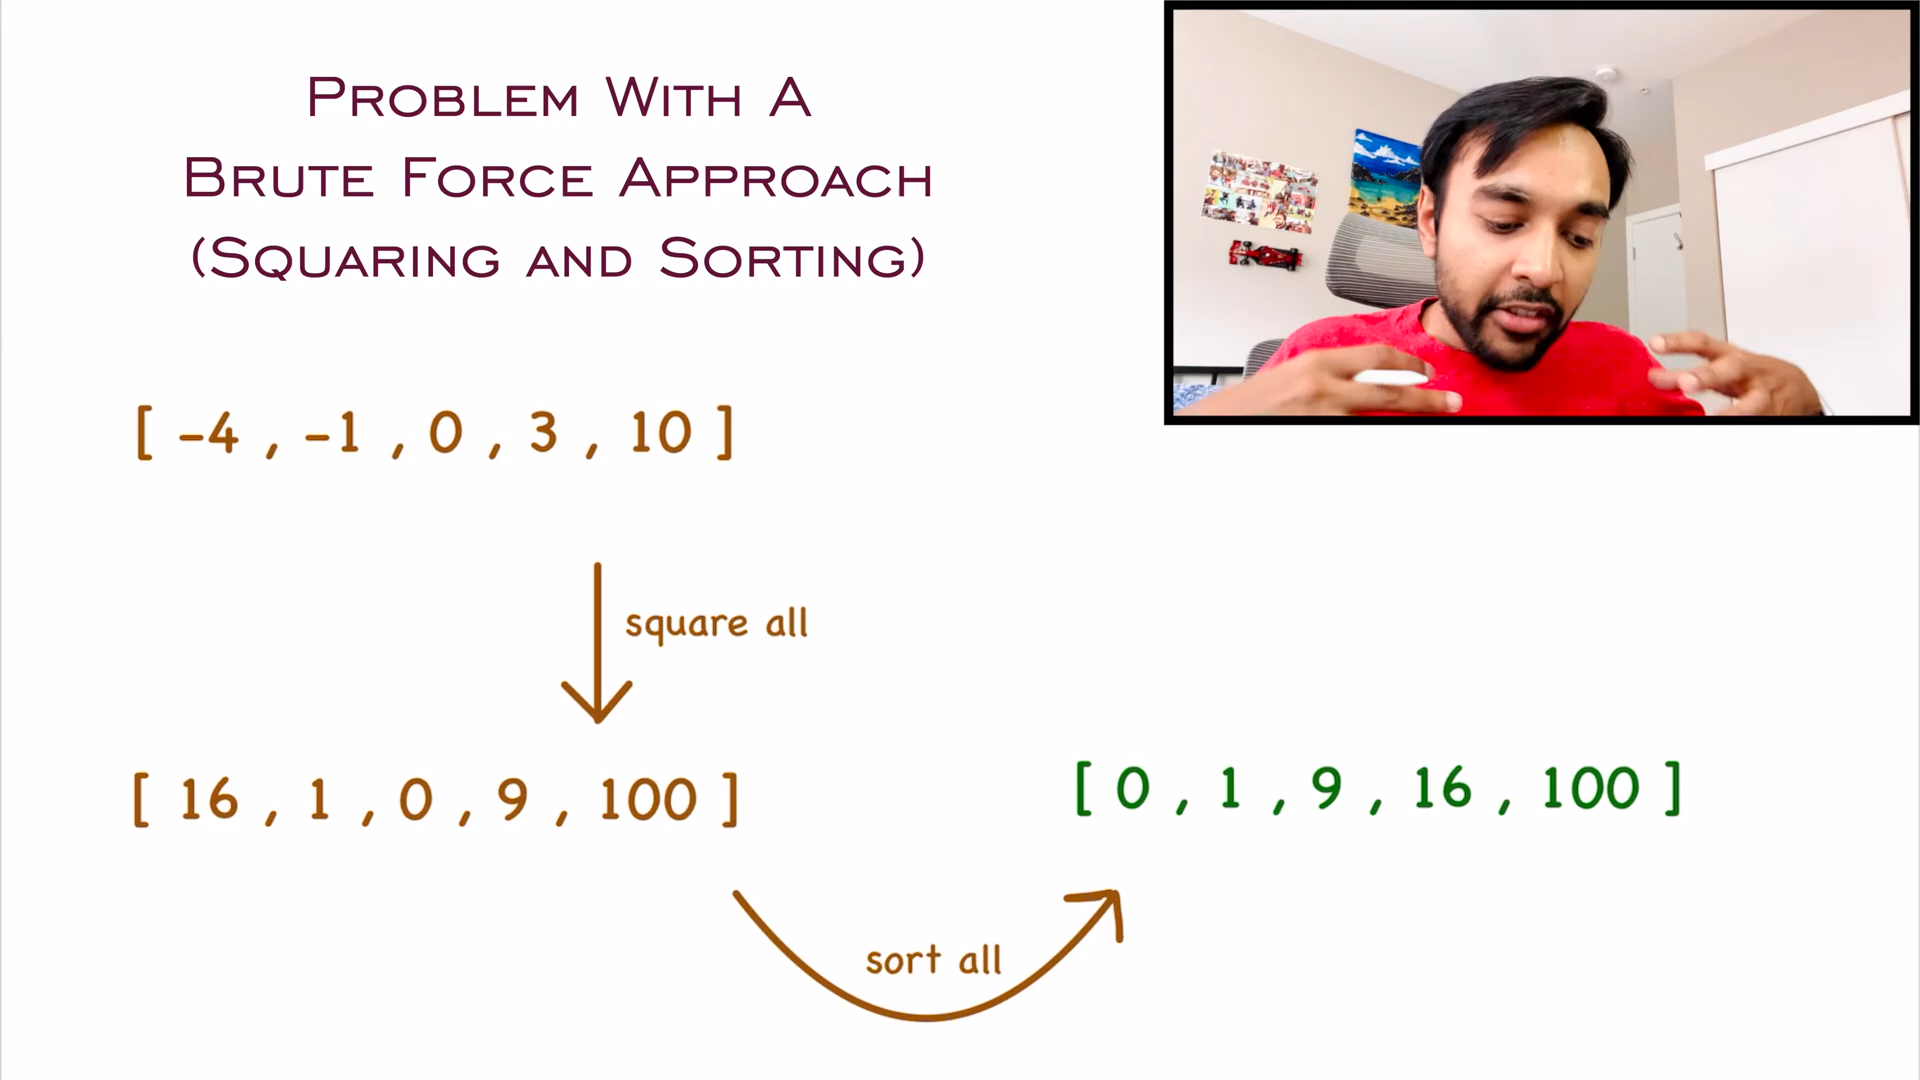 PROBLEM WITH A
BRUTE FORCE APPROACH
(SQUARING AND SORTING)
[ -4 , -1 , 0 , 3 , 10 ]
square all
[ 16 , 1 , 0 , 9 , 100 ]
[ 0 , 1 , 9 , 16 , 100 ]
sort all